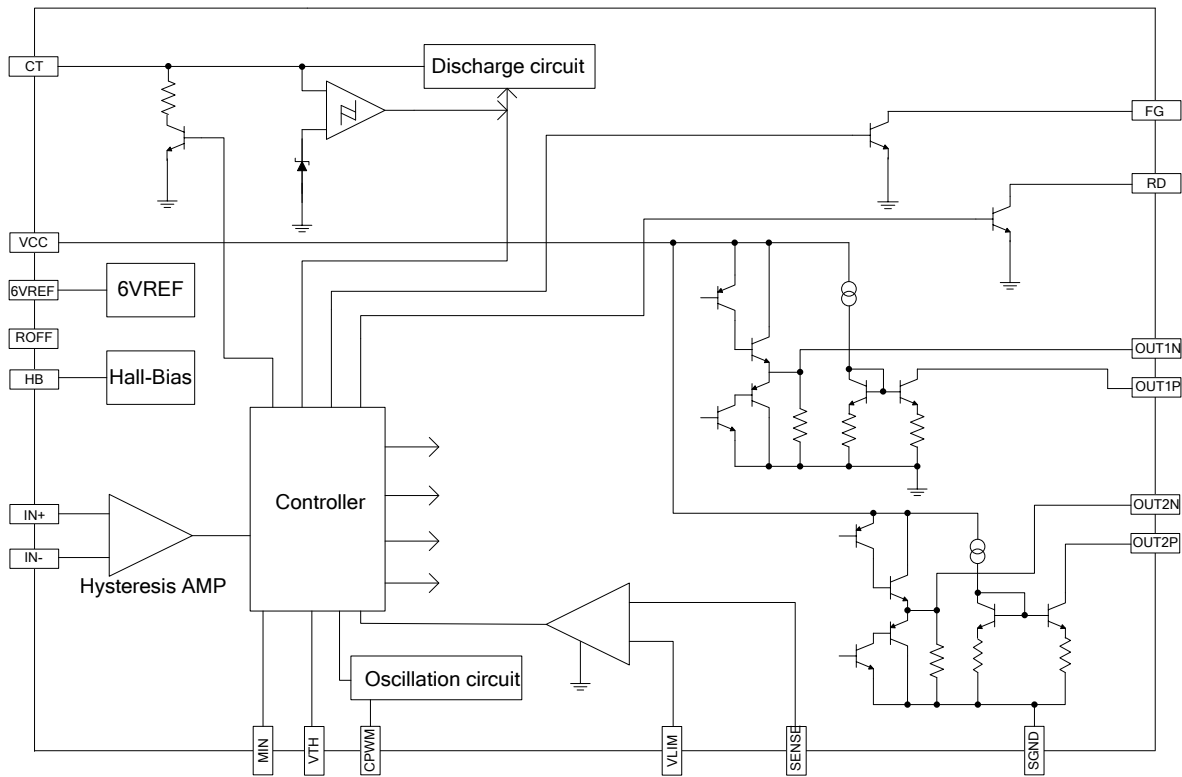 CT
Discharge circuit
FG
RD
VCC
6VREF
6VREF
ROFF
HB
Hall-Bias
OUT1N
OUT1P
Controller
IN+
IN-
Hysteresis AMP
OUT2N
OUT2P
Oscillation circuit
MIN
VTH
CPWM
VLIM
SENSE
SGND